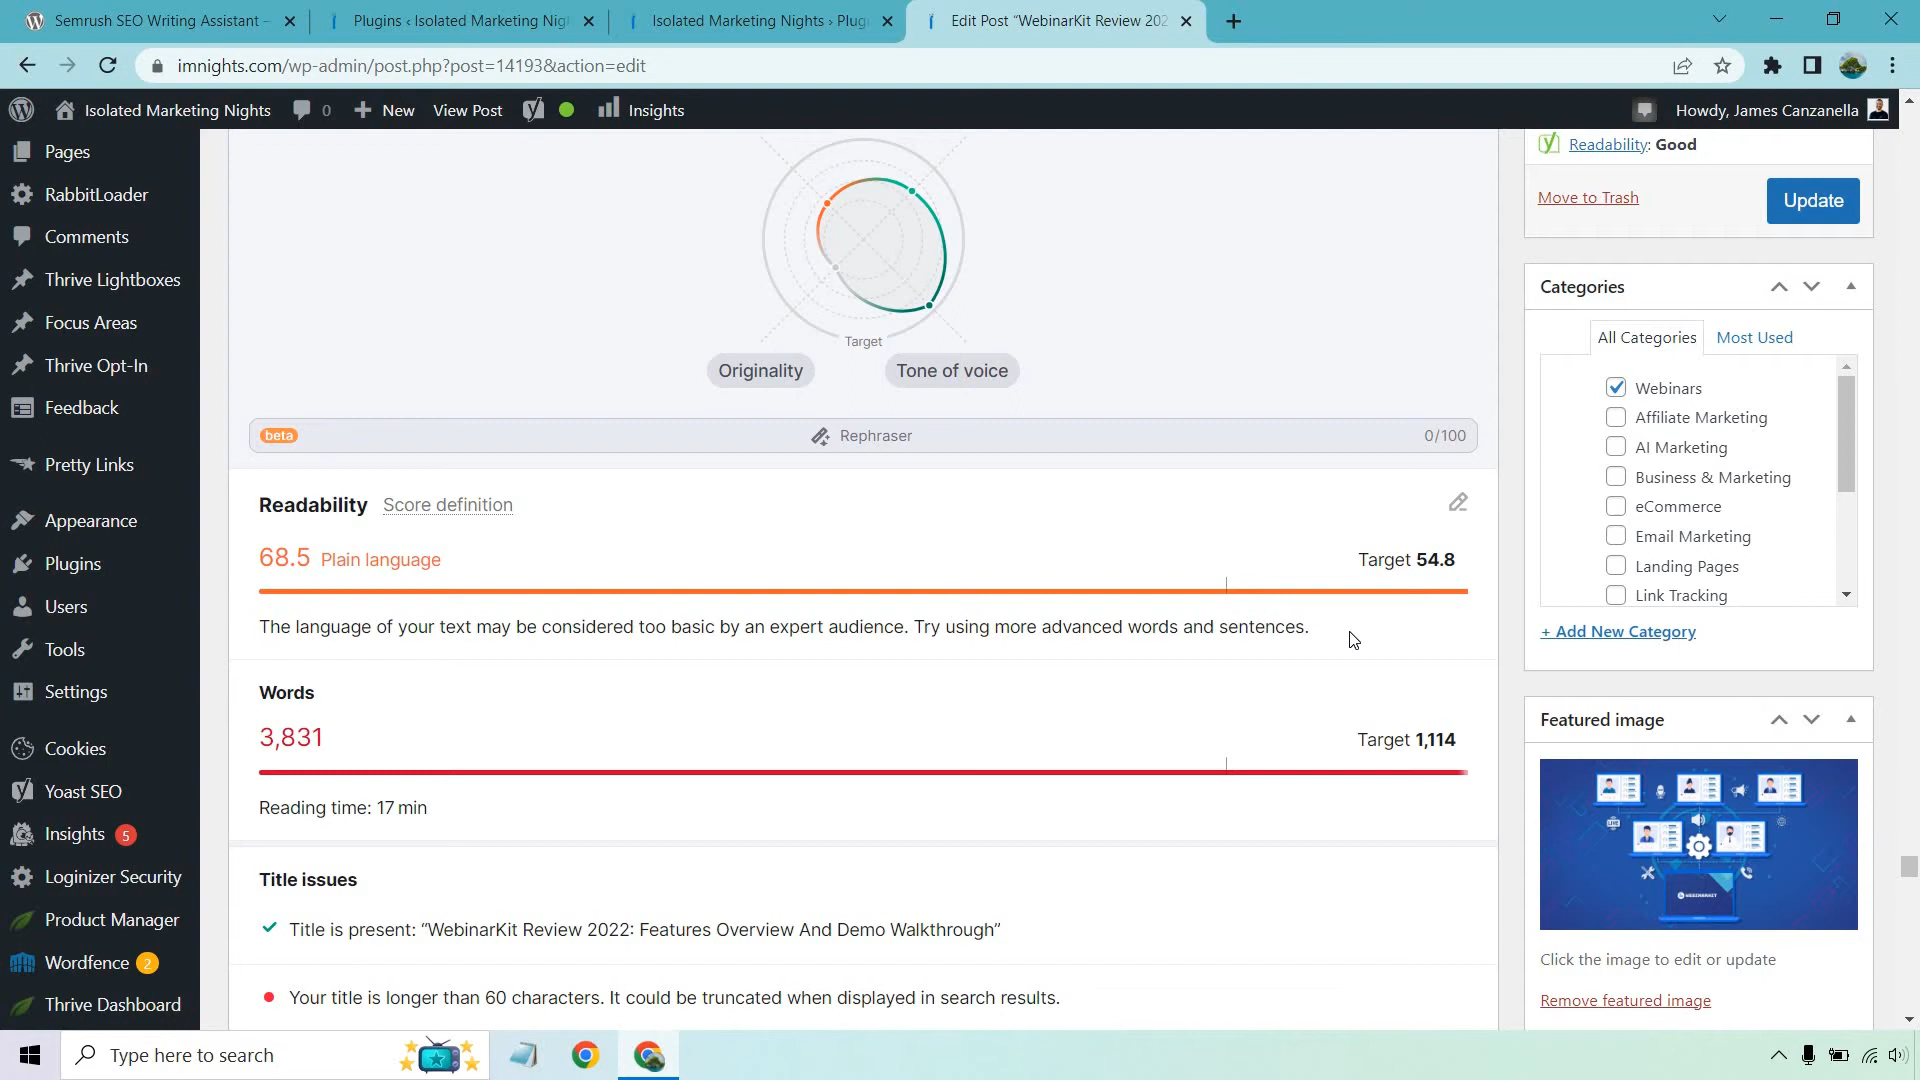 Semrush SEO Writing Assistant –
Plugins ‹ Isolated Marketing Nig
Isolated Marketing Nights › Plug
Edit Post “WebinarKit Review 202
imnights.com/wp-admin/post.php?post=14193&action=edit
Isolated Marketing Nights
0
New
View Post
Insights
Howdy, James Canzanella
Pages
RabbitLoader
Comments
Thrive Lightboxes
Focus Areas
Thrive Opt-In
Feedback
Pretty Links
Appearance
Plugins
Users
Tools
Settings
Cookies
Yoast SEO
Insights 5
Loginizer Security
Product Manager
Wordfence 2
Thrive Dashboard
Target
Originality
Tone of voice
beta
Rephraser
0/100
Readability Score definition
68.5 Plain language
Target 54.8
The language of your text may be considered too basic by an expert audience. Try using more advanced words and sentences.
Words
3,831
Target 1,114
Reading time: 17 min
Title issues
Title is present: “WebinarKit Review 2022: Features Overview And Demo Walkthrough”
Your title is longer than 60 characters. It could be truncated when displayed in search results.
Readability: Good
Move to Trash
Update
Categories
All Categories
Most Used
Webinars
Affiliate Marketing
AI Marketing
Business & Marketing
eCommerce
Email Marketing
Landing Pages
Link Tracking
+ Add New Category
Featured image
LIVE
WEBINARKIT
Click the image to edit or update
Remove featured image
Type here to search